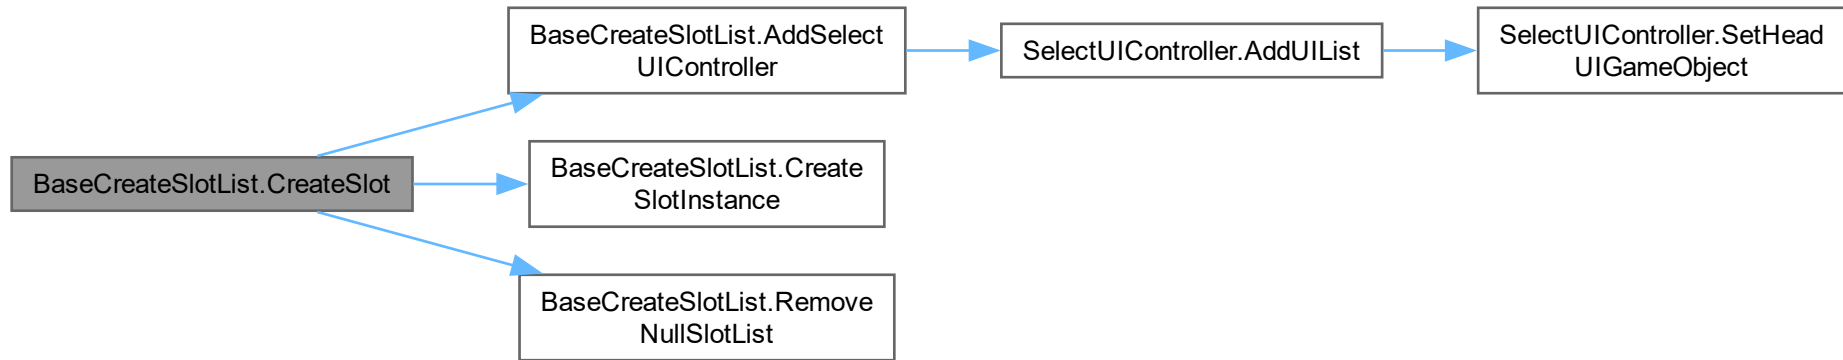 BaseCreateSlotList.CreateSlot
BaseCreateSlotList.AddSelect
UIController
SelectUIController.AddUIList
SelectUIController.SetHead
UIGameObject
BaseCreateSlotList.Create
SlotInstance
BaseCreateSlotList.Remove
NullSlotList